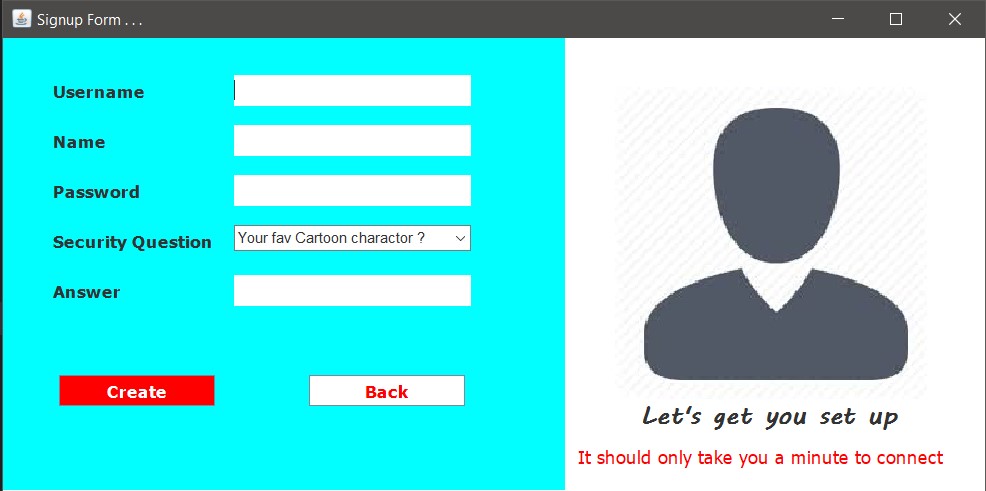 Signup Form . . .
Username
Name
Password
Security Question
Your fav Cartoon charactor ?
Answer
Create
Back
Let's get you set up
It should only take you a minute to connect